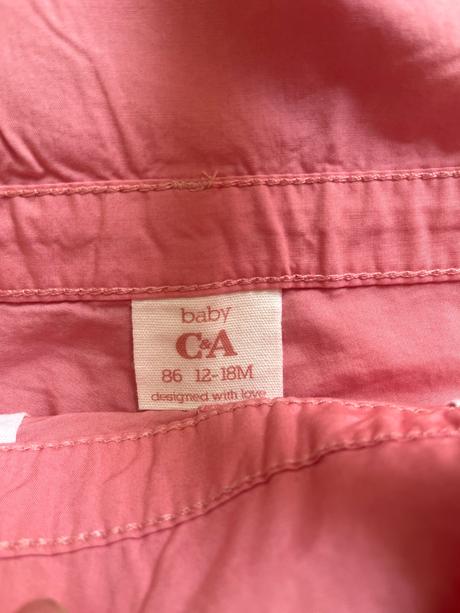 baby
C&A
86 12-18M
designed with love